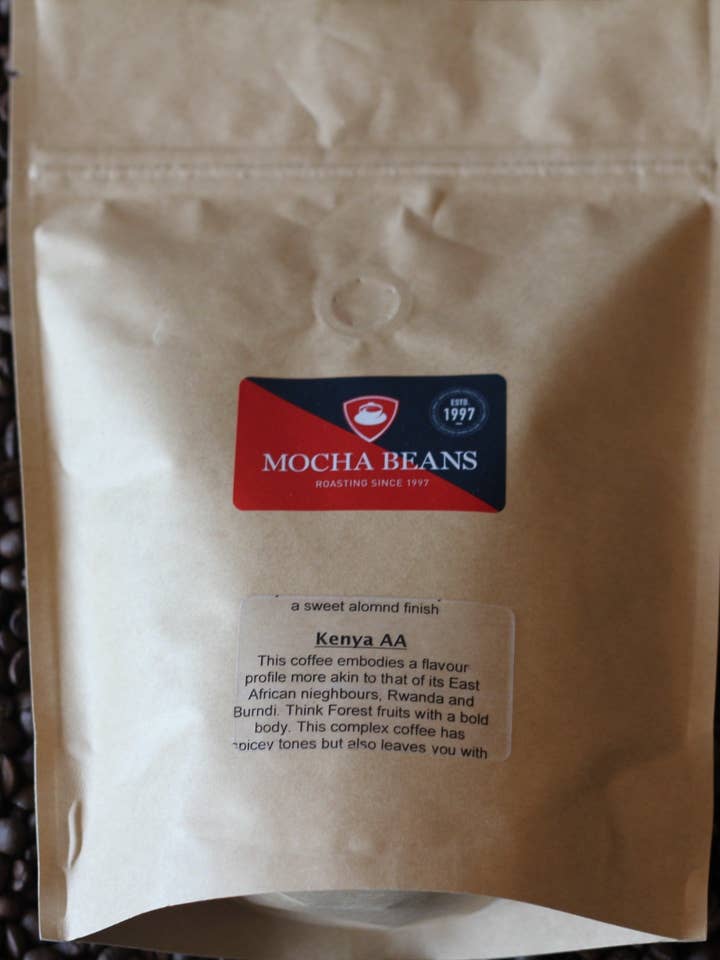 ESTD.
1997
MOCHA BEANS
ROASTING SINCE 1997
a sweet alomnd finish
Kenya AA
This coffee embodies a flavour
profile more akin to that of its East
African nieghbours, Rwanda and
Burndi. Think Forest fruits with a bold
body. This complex coffee has
spicey tones but also leaves you with